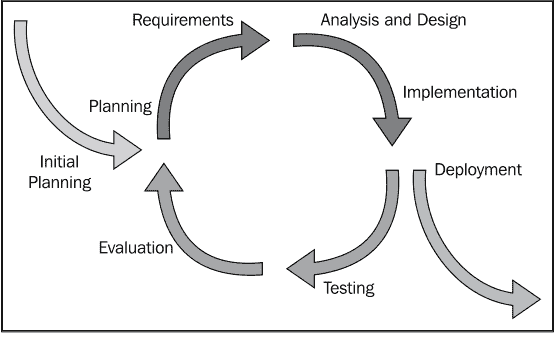 Requirements
Analysis and Design
Planning
Implementation
Initial
Planning
Deployment
Evaluation
Testing